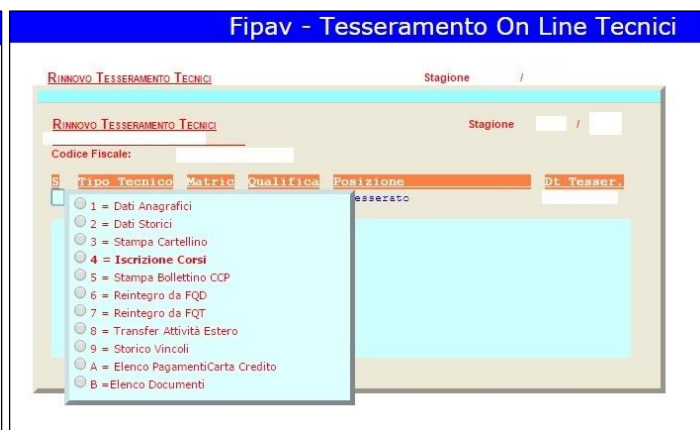 Fipav - Tesseramento On Line Tecnici
RINNOVO TESSERAMENTO TECNICI Stagione /
RINNOVO TESSERAMENTO TECNICI Stagione /
Codice Fiscale:
S Tipo Tecnico Matric Qualifica Posizione Dt Tesser.
esserato
1 = Dati Anagrafici
2 = Dati Storici
3 = Stampa Cartellino
4 = Iscrizione Corsi
5 = Stampa Bollettino CCP
6 = Reintegro da FQD
7 = Reintegro da FQT
8 = Transfer Attività Estero
9 = Storico Vincoli
A = Elenco PagamentiCarta Credito
B =Elenco Documenti